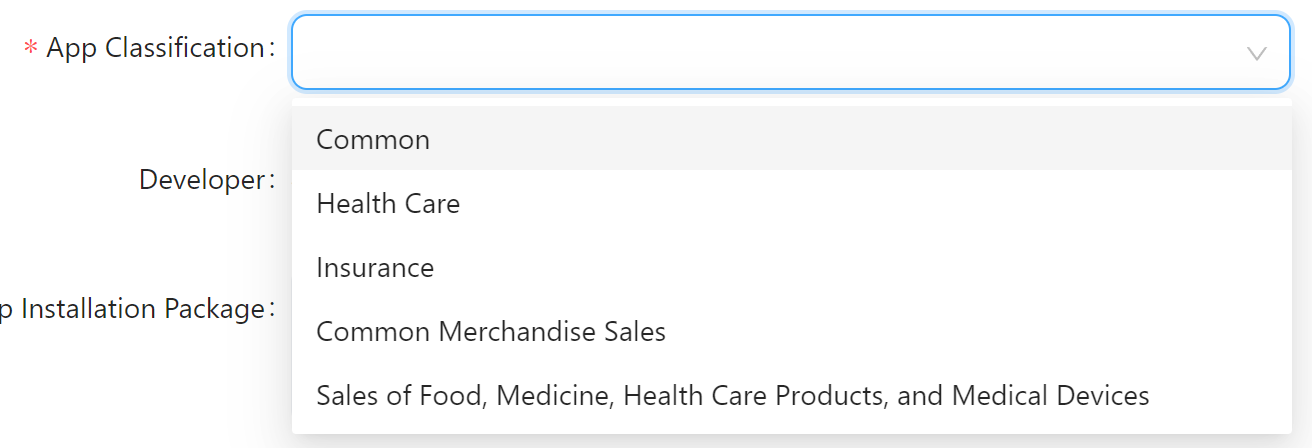 * App Classification:
Common
Developer:
Health Care
Insurance
p Installation Package:
Common Merchandise Sales
Sales of Food, Medicine, Health Care Products, and Medical Devices